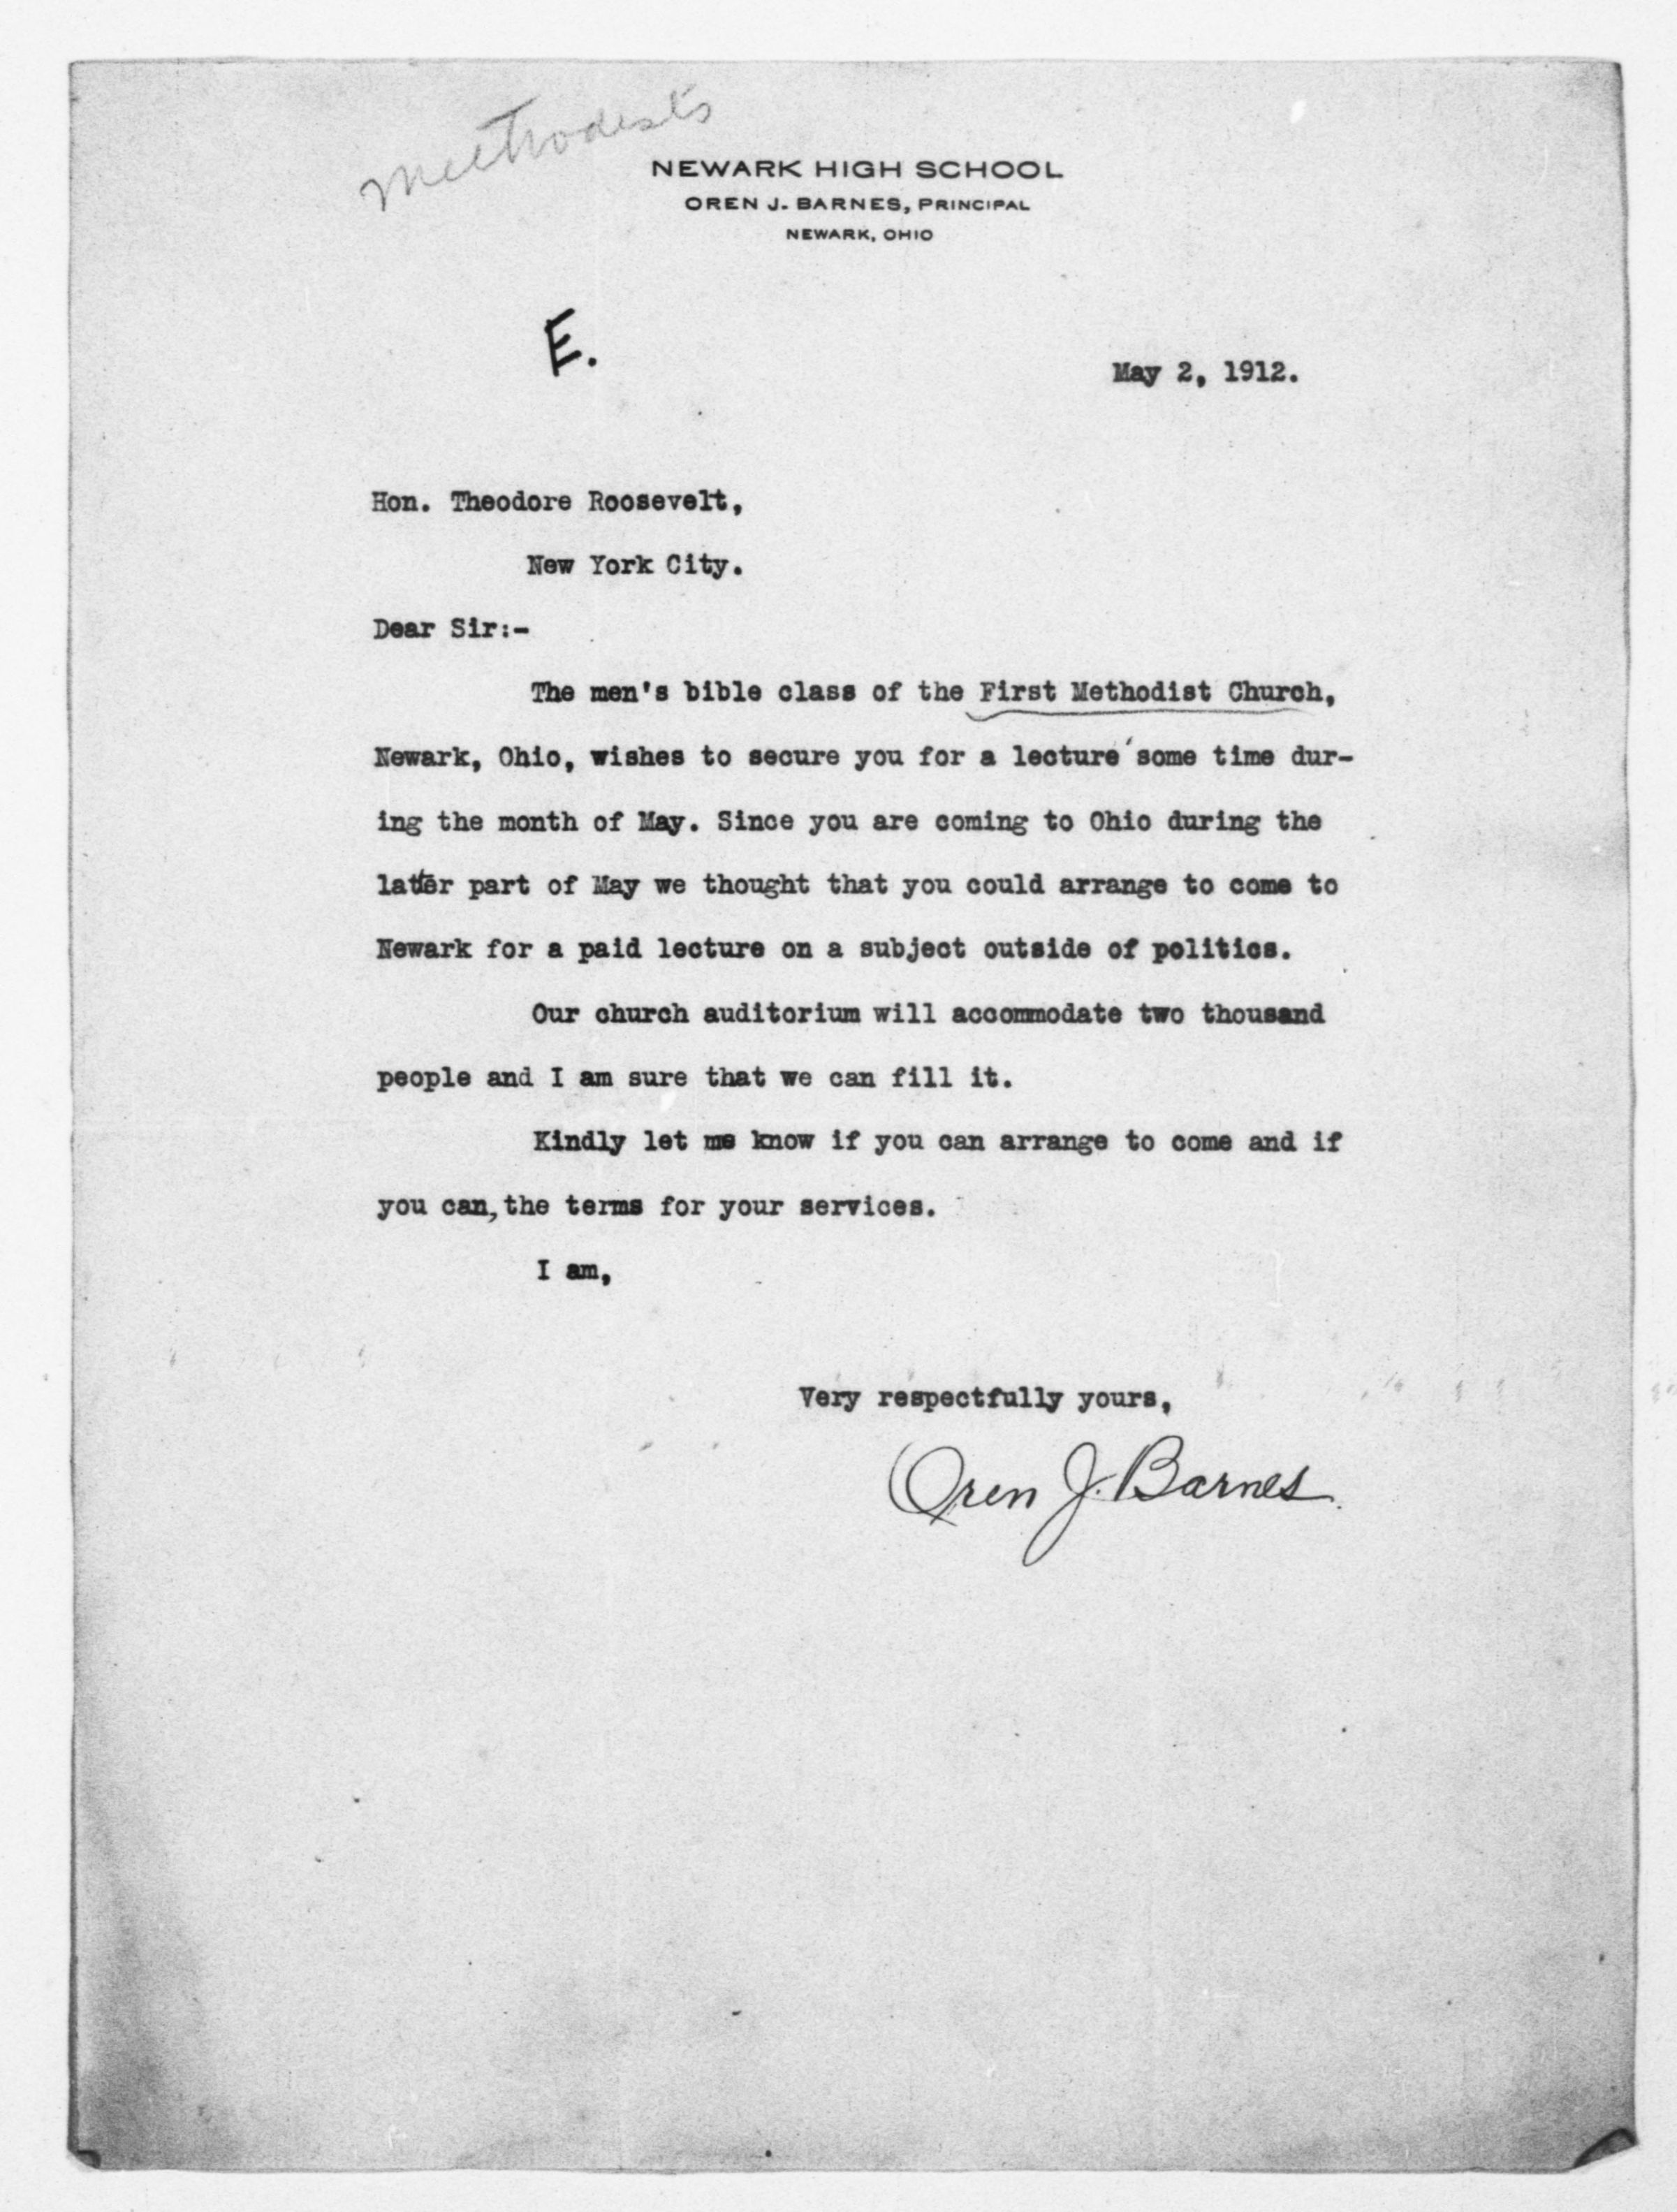 Methodists
NEWARK HIGH SCHOOL
OREN J. BARNES, PRINCIPAL
NEWARK, OHIO
E.
May 2, 1912.
Hon. Theodore Roosevelt,
New York City.
Dear Sir:-
The men's bible class of the First Methodist Church,
Newark, Ohio, wishes to secure you for a lecture some time dur-
ing the month of May. Since you are coming to Ohio during the
latter part of May we thought that you could arrange to come to
Newark for a paid lecture on a subject outside of politics.
Our church auditorium will accommodate two thousand
people and I am sure that we can fill it.
Kindly let me know if you can arrange to come and if
you can, the terms for your services.
I am,
Very respectfully yours,
Oren J. Barnes.